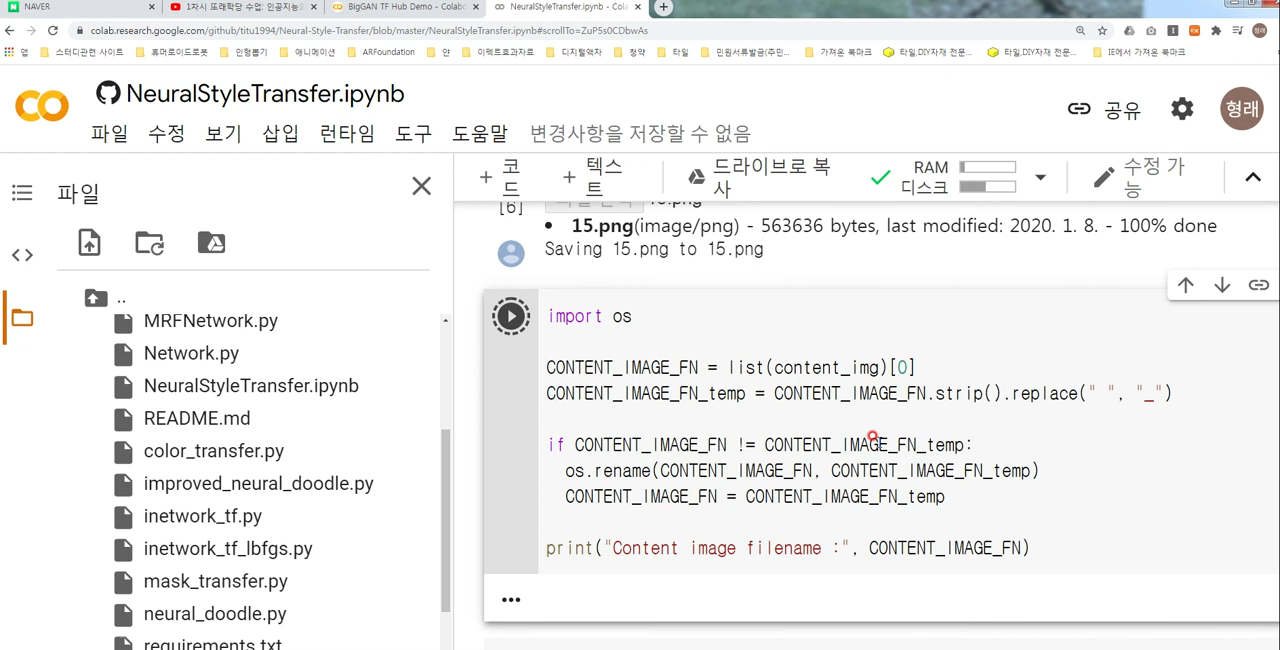 NAVER
1차시 또래학당 수업: 인공지능의
BigGAN TF Hub Demo - Colabo
NeuralStyleTransfer.ipynb - Cola
colab.research.google.com/github/titu1994/Neural-Style-Transfer/blob/master/NeuralStyleTransfer.ipynb#scrollTo=ZuP5s0CDbwAs
앱
스터디관련 사이트
휴머로이드로봇
인형뽑기
애니메이션
ARFoundation
얀
이펙트효과자료
디지털액자
청약
타일
민원서류발급(주민...
가져온 북마크
타일,DIY자재 전문...
타일,DIY자재 전문...
IE에서 가져온 북마크
NeuralStyleTransfer.ipynb
파일 수정 보기 삽입 런타임 도구 도움말 변경사항을 저장할 수 없음
공유
형래
파일
+ 코드
+ 텍스트
드라이브로 복사
RAM
디스크
수정 가능
..
MRFNetwork.py
Network.py
NeuralStyleTransfer.ipynb
README.md
color_transfer.py
improved_neural_doodle.py
inetwork_tf.py
inetwork_tf_lbfgs.py
mask_transfer.py
neural_doodle.py
requirements.txt
[6]
파일 선택 15.png
• 15.png(image/png) - 563636 bytes, last modified: 2020. 1. 8. - 100% done
Saving 15.png to 15.png
import os
CONTENT_IMAGE_FN = list(content_img)[0]
CONTENT_IMAGE_FN_temp = CONTENT_IMAGE_FN.strip().replace(" ", "_")
if CONTENT_IMAGE_FN != CONTENT_IMAGE_FN_temp:
os.rename(CONTENT_IMAGE_FN, CONTENT_IMAGE_FN_temp)
CONTENT_IMAGE_FN = CONTENT_IMAGE_FN_temp
print("Content image filename :", CONTENT_IMAGE_FN)
...